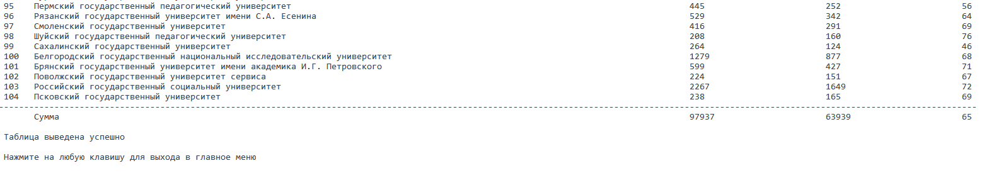 95 Пермский государственный педагогический университет 445 252 56
96 Рязанский государственный университет имени С.А. Есенина 529 342 64
97 Смоленский государственный университет 416 291 69
98 Шуйский государственный педагогический университет 208 160 76
99 Сахалинский государственный университет 264 124 46
100 Белгородский государственный национальный исследовательский университет 1279 877 68
101 Брянский государственный университет имени академика И.Г. Петровского 599 427 71
102 Поволжский государственный университет сервиса 224 151 67
103 Российский государственный социальный университет 2267 1649 72
104 Псковский государственный университет 238 165 69
Сумма 97937 63939 65
Таблица выведена успешно
Нажмите на любую клавишу для выхода в главное меню